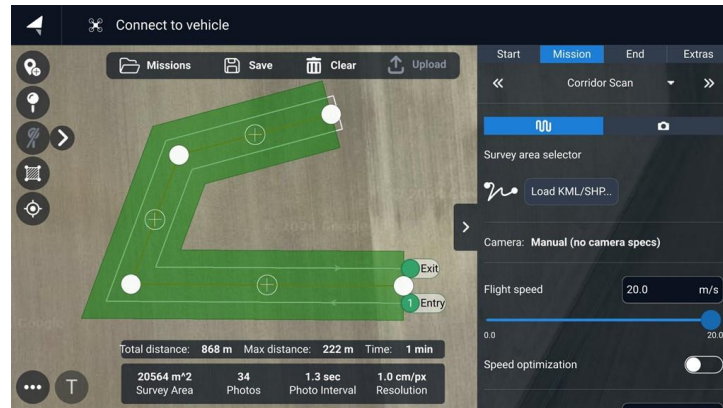 Connect to vehicle
Missions Save Clear Upload
Start Mission End Extras
Corridor Scan
Survey area selector
Load KML/SHP...
Camera: Manual (no camera specs)
Flight speed 20.0 m/s
0.0 20.0
Speed optimization
Exit
1 Entry
Google
Total distance: 868 m Max distance: 222 m Time: 1 min
20564 m^2 34 1.3 sec 1.0 cm/px
Survey Area Photos Photo Interval Resolution
T